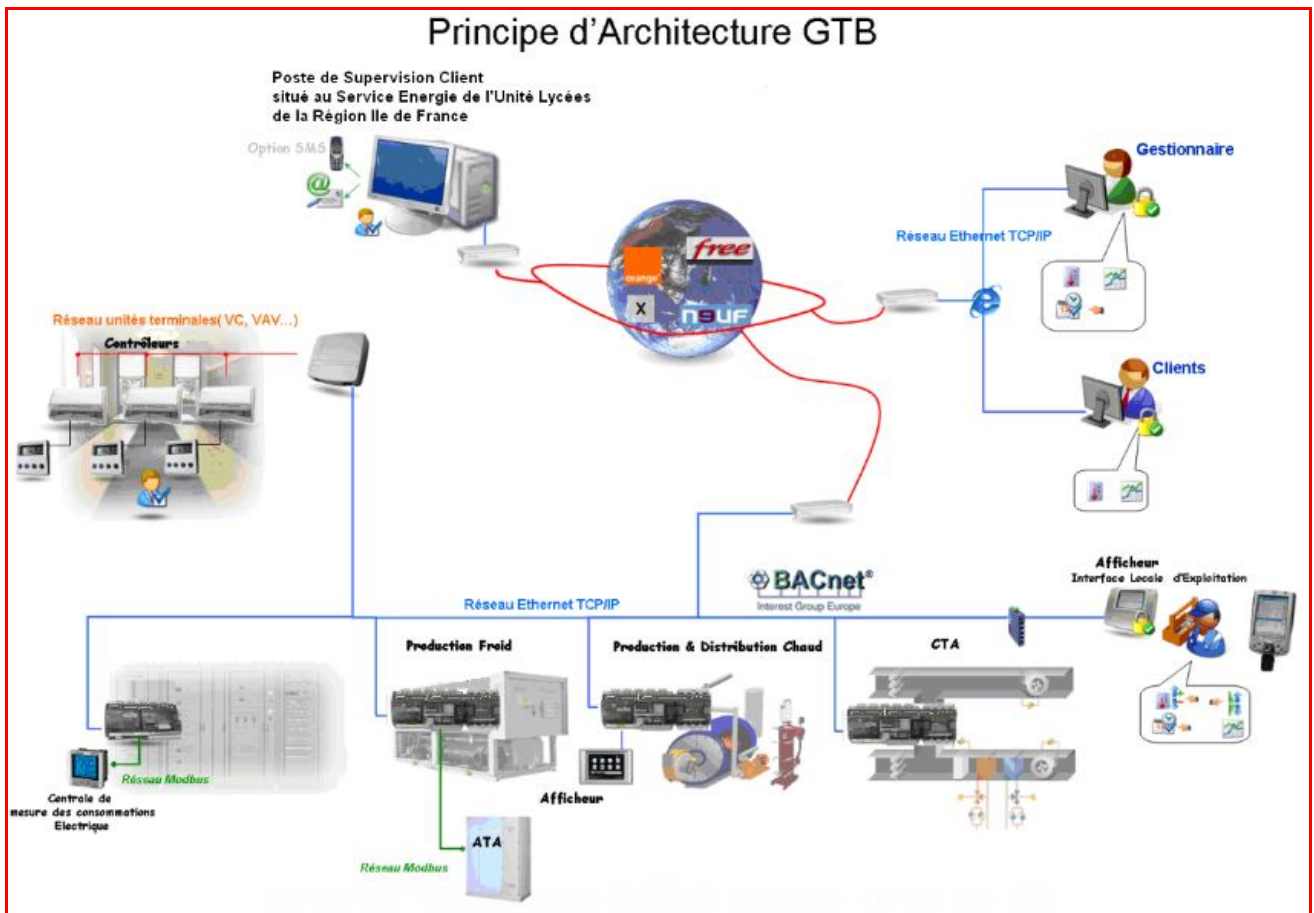 Principe d'Architecture GTB
Poste de Supervision Client
situé au Service Energie de l'Unité Lycées
de la Région Ile de France
Option SMS
@
Gestionnaire
Réseau Ethernet TCP/IP
free
orange
X
n9uf
Clients
Réseau unités terminales( VC, VAV...)
Contrôleurs
BACnet®
Interest Group Europe
Afficheur
Interface Locale d'Exploitation
Réseau Ethernet TCP/IP
Production Froid
Production & Distribution Chaud
CTA
Réseau Modbus
Centrale de
mesure des consommations
Electrique
Afficheur
ATA
Réseau Modbus